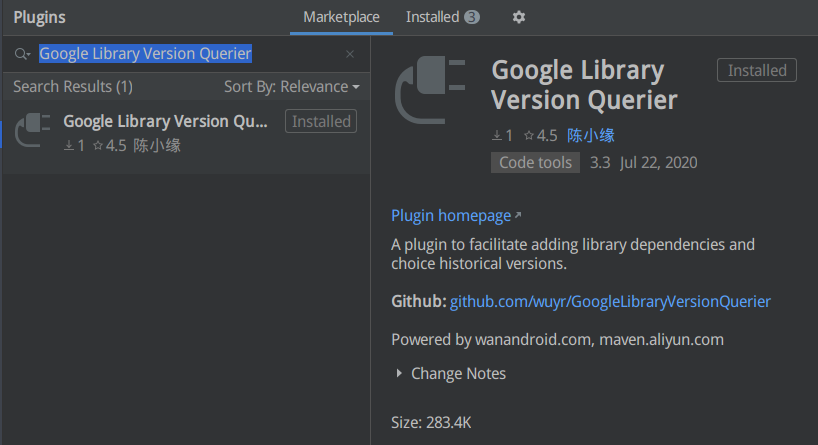 Plugins
Marketplace
Installed 3
Google Library Version Querier
Search Results (1)
Sort By: Relevance
Google Library Version Qu...
Installed
1 4.5 陈小缘
Google Library
Version Querier
Installed
1 4.5 陈小缘
Code tools 3.3 Jul 22, 2020
Plugin homepage
A plugin to facilitate adding library dependencies and
choice historical versions.
Github: github.com/wuyr/GoogleLibraryVersionQuerier
Powered by wanandroid.com, maven.aliyun.com
Change Notes
Size: 283.4K